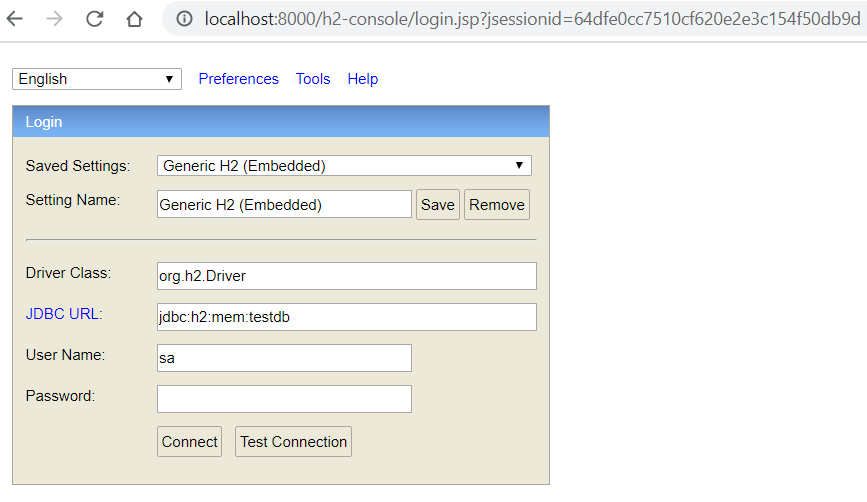 localhost:8000/h2-console/login.jsp?jsessionid=64dfe0cc7510cf620e2e3c154f50db9d
English Preferences Tools Help
Login
Saved Settings: Generic H2 (Embedded)
Setting Name: Generic H2 (Embedded) Save Remove
Driver Class: org.h2.Driver
JDBC URL: jdbc:h2:mem:testdb
User Name: sa
Password:
Connect Test Connection